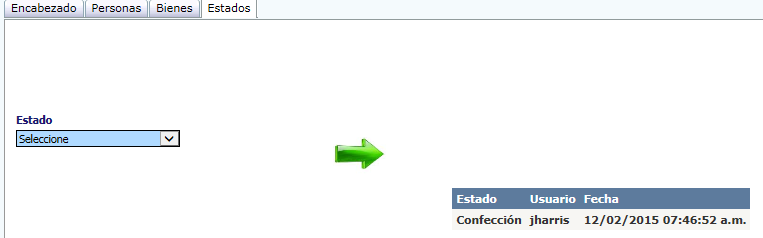 Encabezado Personas Bienes Estados
Estado
Seleccione
Estado Usuario Fecha
Confección jharris 12/02/2015 07:46:52 a.m.